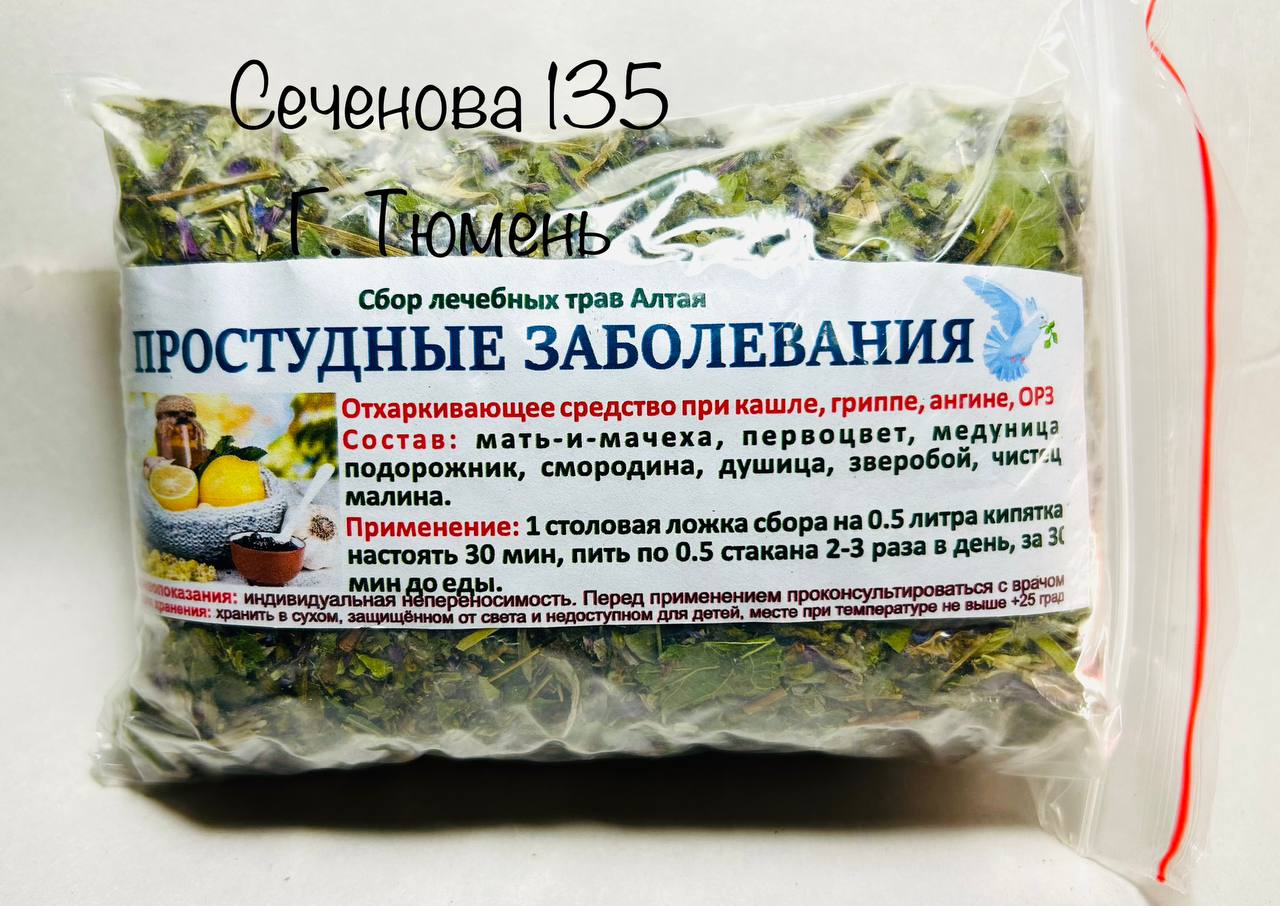 Сеченова 135
Г. Тюмень
Сбор лечебных трав Алтая
ПРОСТУДНЫЕ ЗАБОЛЕВАНИЯ
Отхаркивающее средство при кашле, гриппе, ангине, ОРЗ
Состав: мать-и-мачеха, первоцвет, медуница
подорожник, смородина, душица, зверобой, чистец
малина.
Применение: 1 столовая ложка сбора на 0.5 литра кипятка
настоять 30 мин, пить по 0.5 стакана 2-3 раза в день, за 30
мин до еды.
индивидуальная непереносимость. Перед применением проконсультироваться с врачом
хранения: хранить в сухом, защищённом от света и недоступном для детей, месте при температуре не выше +25 град